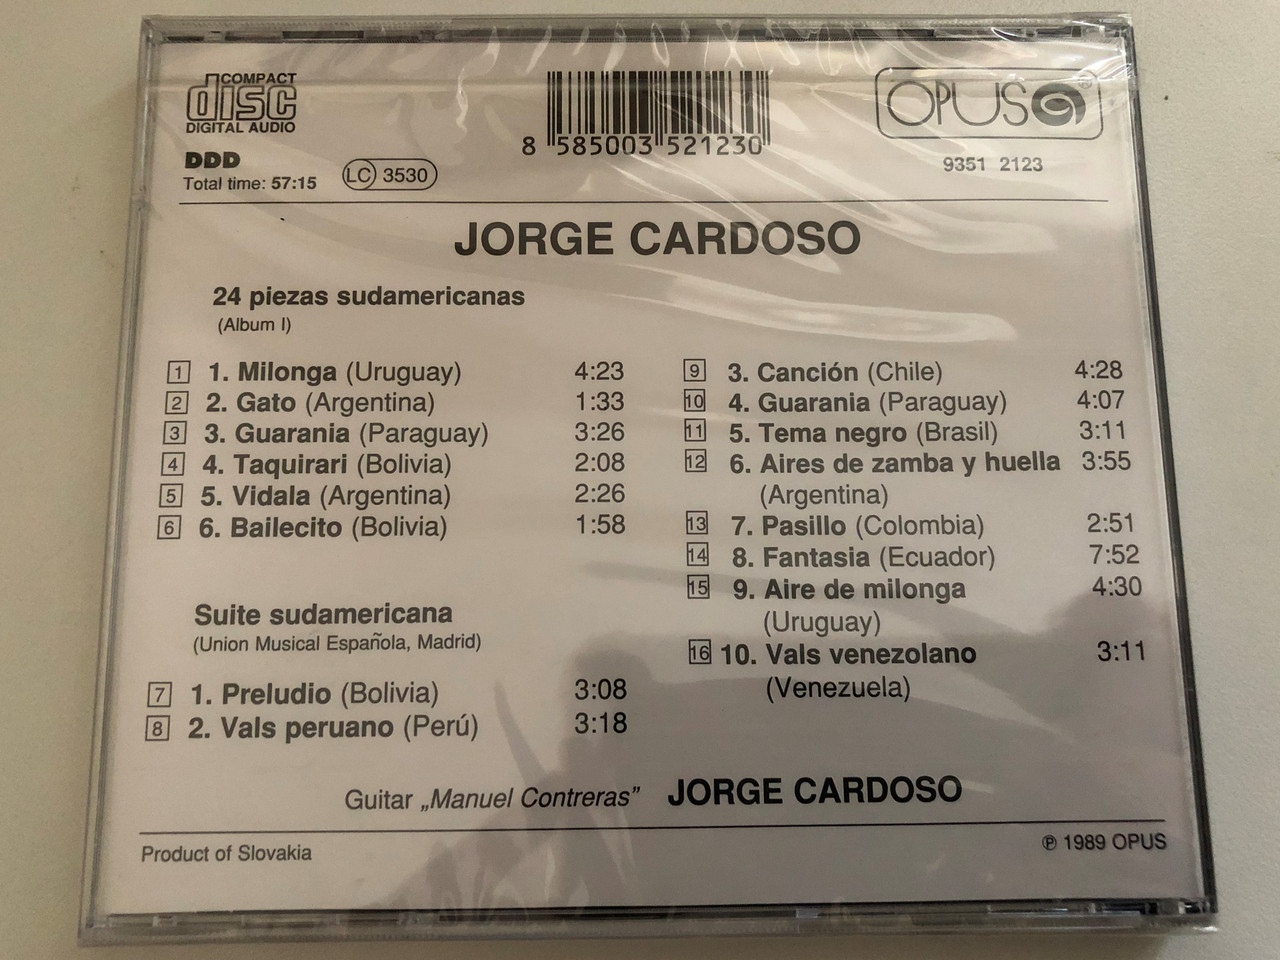 COMPACT
disc
DIGITAL AUDIO
DDD
Total time: 57:15
LC 3530
8 585003 521230
OPUS
®
9351 2123
JORGE CARDOSO
24 piezas sudamericanas
(Album I)
1 1. Milonga (Uruguay) 4:23
2 2. Gato (Argentina) 1:33
3 3. Guarania (Paraguay) 3:26
4 4. Taquirari (Bolivia) 2:08
5 5. Vidala (Argentina) 2:26
6 6. Bailecito (Bolivia) 1:58
Suite sudamericana
(Union Musical Española, Madrid)
7 1. Preludio (Bolivia) 3:08
8 2. Vals peruano (Perú) 3:18
9 3. Canción (Chile) 4:28
10 4. Guarania (Paraguay) 4:07
11 5. Tema negro (Brasil) 3:11
12 6. Aires de zamba y huella 3:55
(Argentina)
13 7. Pasillo (Colombia) 2:51
14 8. Fantasia (Ecuador) 7:52
15 9. Aire de milonga 4:30
(Uruguay)
16 10. Vals venezolano 3:11
(Venezuela)
Guitar „Manuel Contreras” JORGE CARDOSO
Product of Slovakia
℗ 1989 OPUS